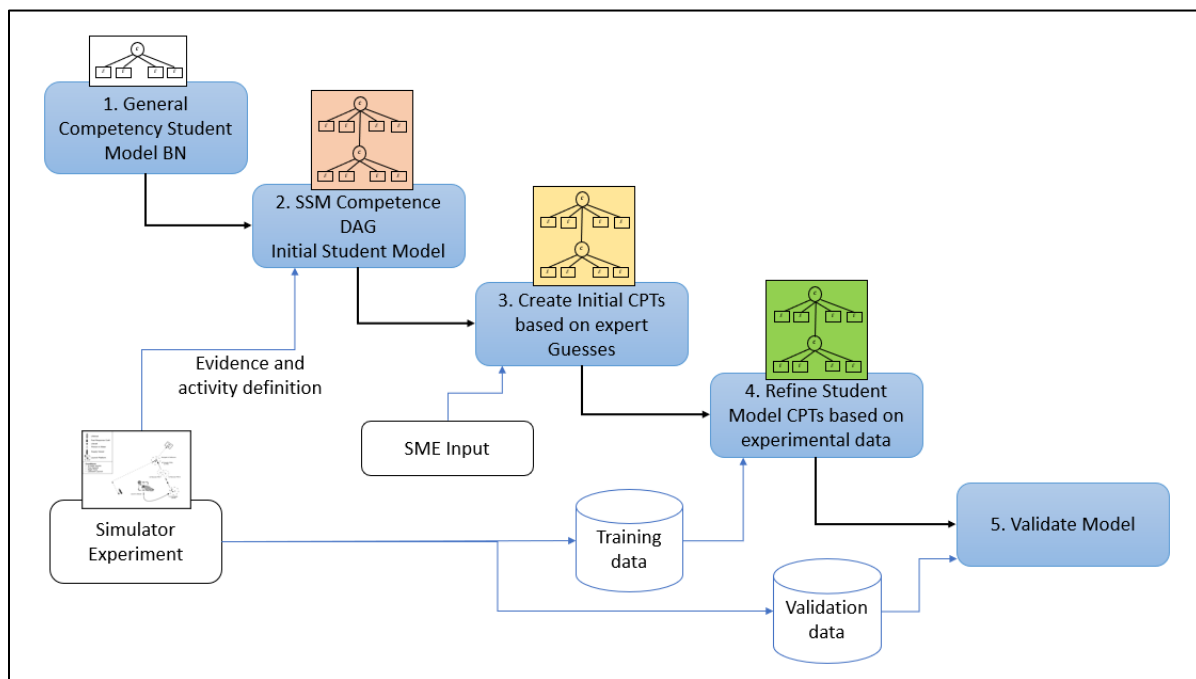 1. General
Competency Student
Model BN
2. SSM Competence
DAG
Initial Student Model
3. Create Initial CPTs
based on expert
Guesses
4. Refine Student
Model CPTs based on
experimental data
Evidence and
activity definition
SME Input
Simulator
Experiment
Training
data
5. Validate Model
Validation
data